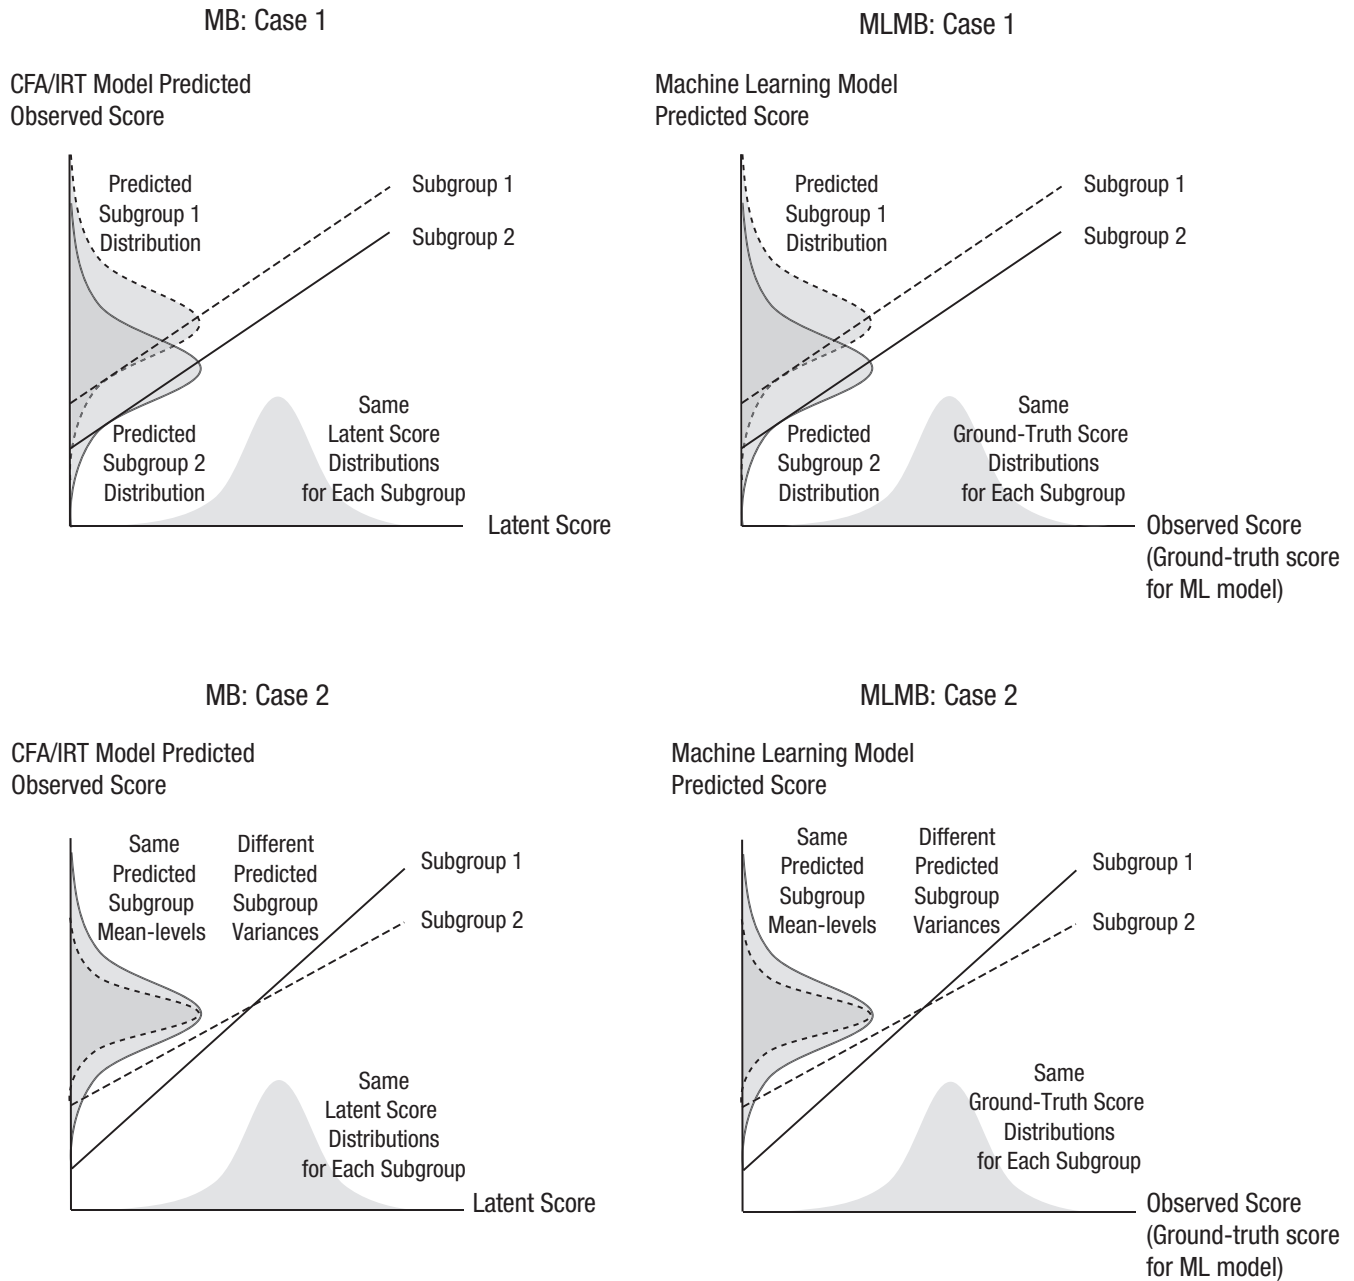 MB: Case 1
CFA/IRT Model Predicted
Observed Score
Predicted
Subgroup 1
Distribution
Subgroup 1
Subgroup 2
Predicted
Subgroup 2
Distribution
Same
Latent Score
Distributions
for Each Subgroup
Latent Score
MLMB: Case 1
Machine Learning Model
Predicted Score
Predicted
Subgroup 1
Distribution
Subgroup 1
Subgroup 2
Predicted
Subgroup 2
Distribution
Same
Ground-Truth Score
Distributions
for Each Subgroup
Observed Score
(Ground-truth score
for ML model)
MB: Case 2
CFA/IRT Model Predicted
Observed Score
Same
Predicted
Subgroup
Mean-levels
Different
Predicted
Subgroup
Variances
Subgroup 1
Subgroup 2
Same
Latent Score
Distributions
for Each Subgroup
Latent Score
MLMB: Case 2
Machine Learning Model
Predicted Score
Same
Predicted
Subgroup
Mean-levels
Different
Predicted
Subgroup
Variances
Subgroup 1
Subgroup 2
Same
Ground-Truth Score
Distributions
for Each Subgroup
Observed Score
(Ground-truth score
for ML model)